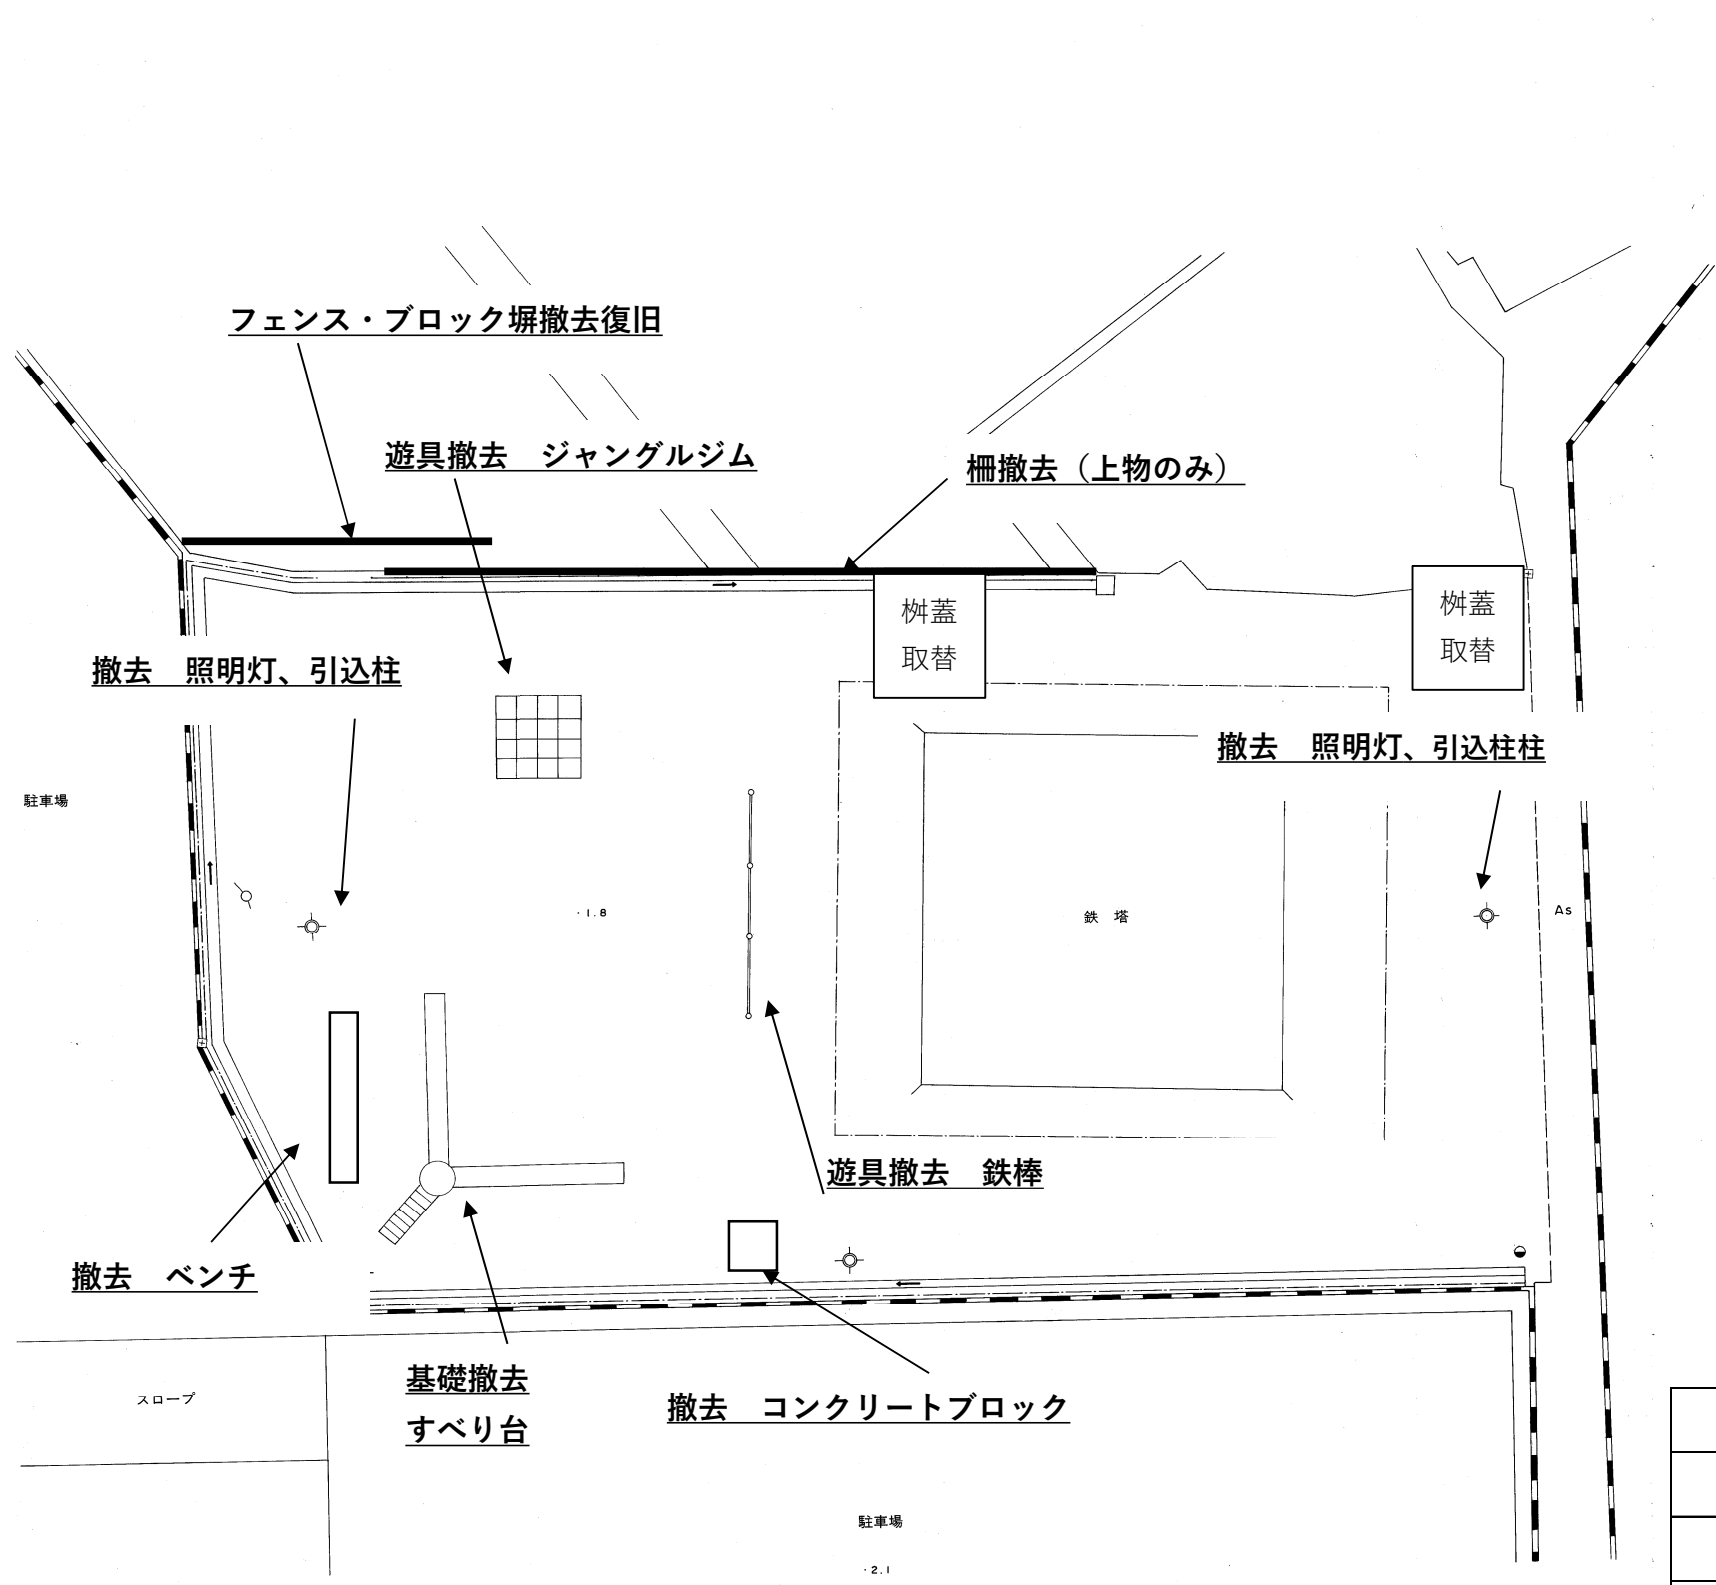 フェンス・ブロック塀撤去復旧
遊具撤去　ジャングルジム
柵撤去（上物のみ）
桝蓋
取替
桝蓋
取替
撤去　照明灯、引込柱
撤去　照明灯、引込柱柱
駐車場
・1.8
鉄　塔
As
遊具撤去　鉄棒
撤去　ベンチ
基礎撤去
すべり台
撤去　コンクリートブロック
スロープ
駐車場
・2.1